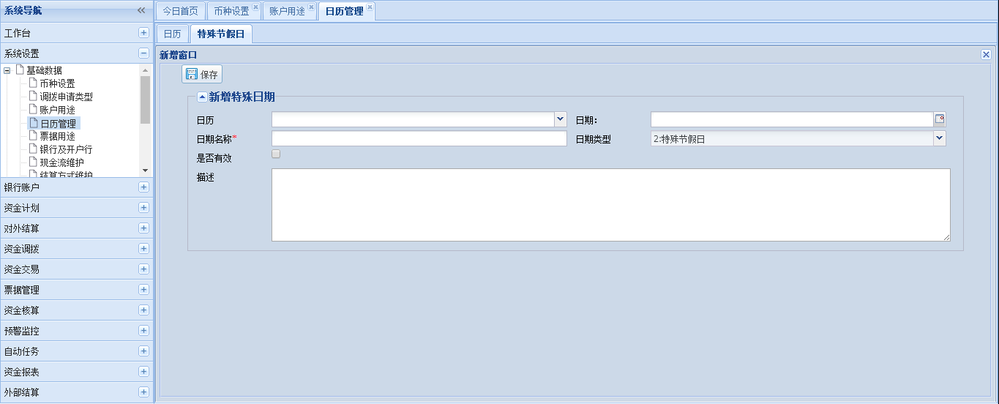 系统导航
工作台
系统设置
基础数据
币种设置
调拨申请类型
账户用途
日历管理
票据用途
银行及开户行
现金流维护
结算方式维护
银行账户
资金计划
对外结算
资金调拨
资金交易
票据管理
资金核算
预警监控
自动任务
资金报表
外部结算
今日首页 币种设置 账户用途 日历管理
日历 特殊节假日
新增窗口
保存
新增特殊日期
日历 日期:
日期名称* 日期类型 2:特殊节假日
是否有效
描述